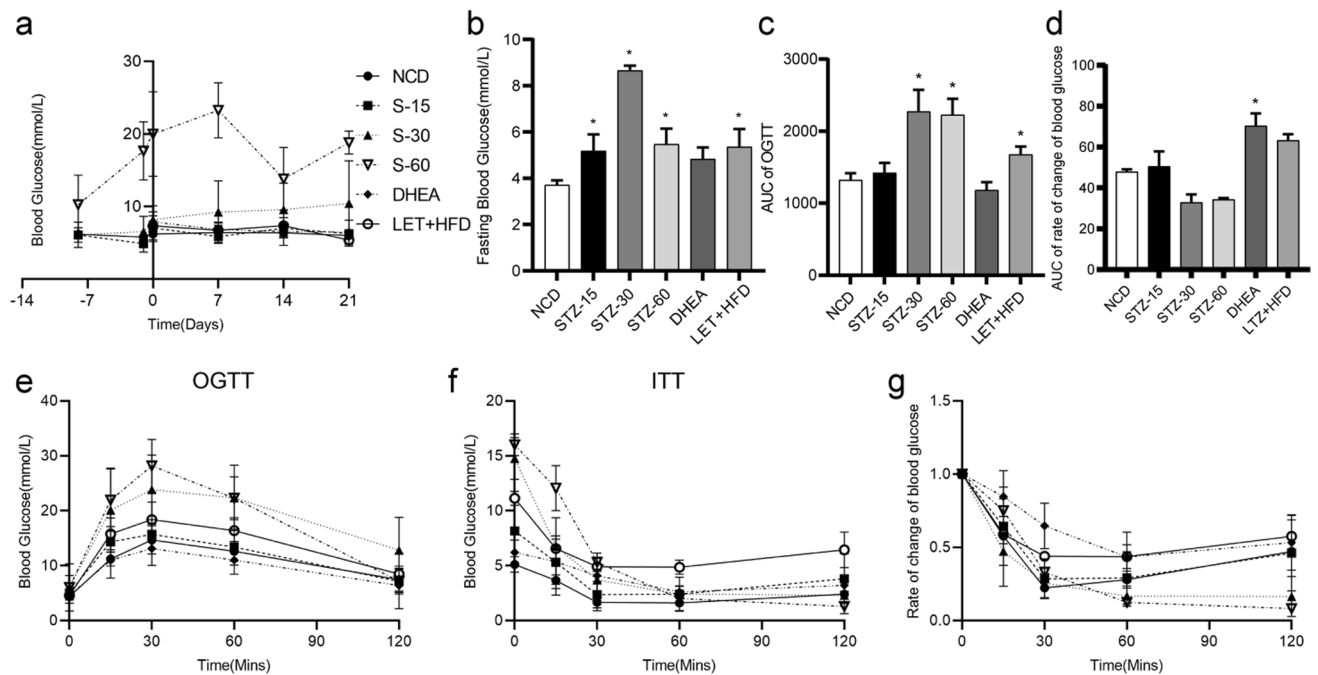 a
Blood Glucose(mmol/L)
30
20
10
-14
-7
0
7
14
21
Time(Days)
NCD
S-15
S-30
S-60
DHEA
LET+HFD
b
Fasting Blood Glucose(mmol/L)
10
8
6
4
2
0
*
*
*
*
NCD
STZ-15
STZ-30
STZ-60
DHEA
LET+HFD
c
AUC of OGTT
3000
2000
1000
0
*
*
*
NCD
STZ-15
STZ-30
STZ-60
DHEA
LET+HFD
d
AUC of rate of change of blood glucose
100
80
60
40
20
0
*
NCD
STZ-15
STZ-30
STZ-60
DHEA
LTZ+HFD
e
OGTT
Blood Glucose(mmol/L)
40
30
20
10
0
0
30
60
90
120
Time(Mins)
f
ITT
Blood Glucose(mmol/L)
20
15
10
5
0
0
30
60
90
120
Time(Mins)
g
Rate of change of blood glucose
1.5
1.0
0.5
0.0
0
30
60
90
120
Time(Mins)